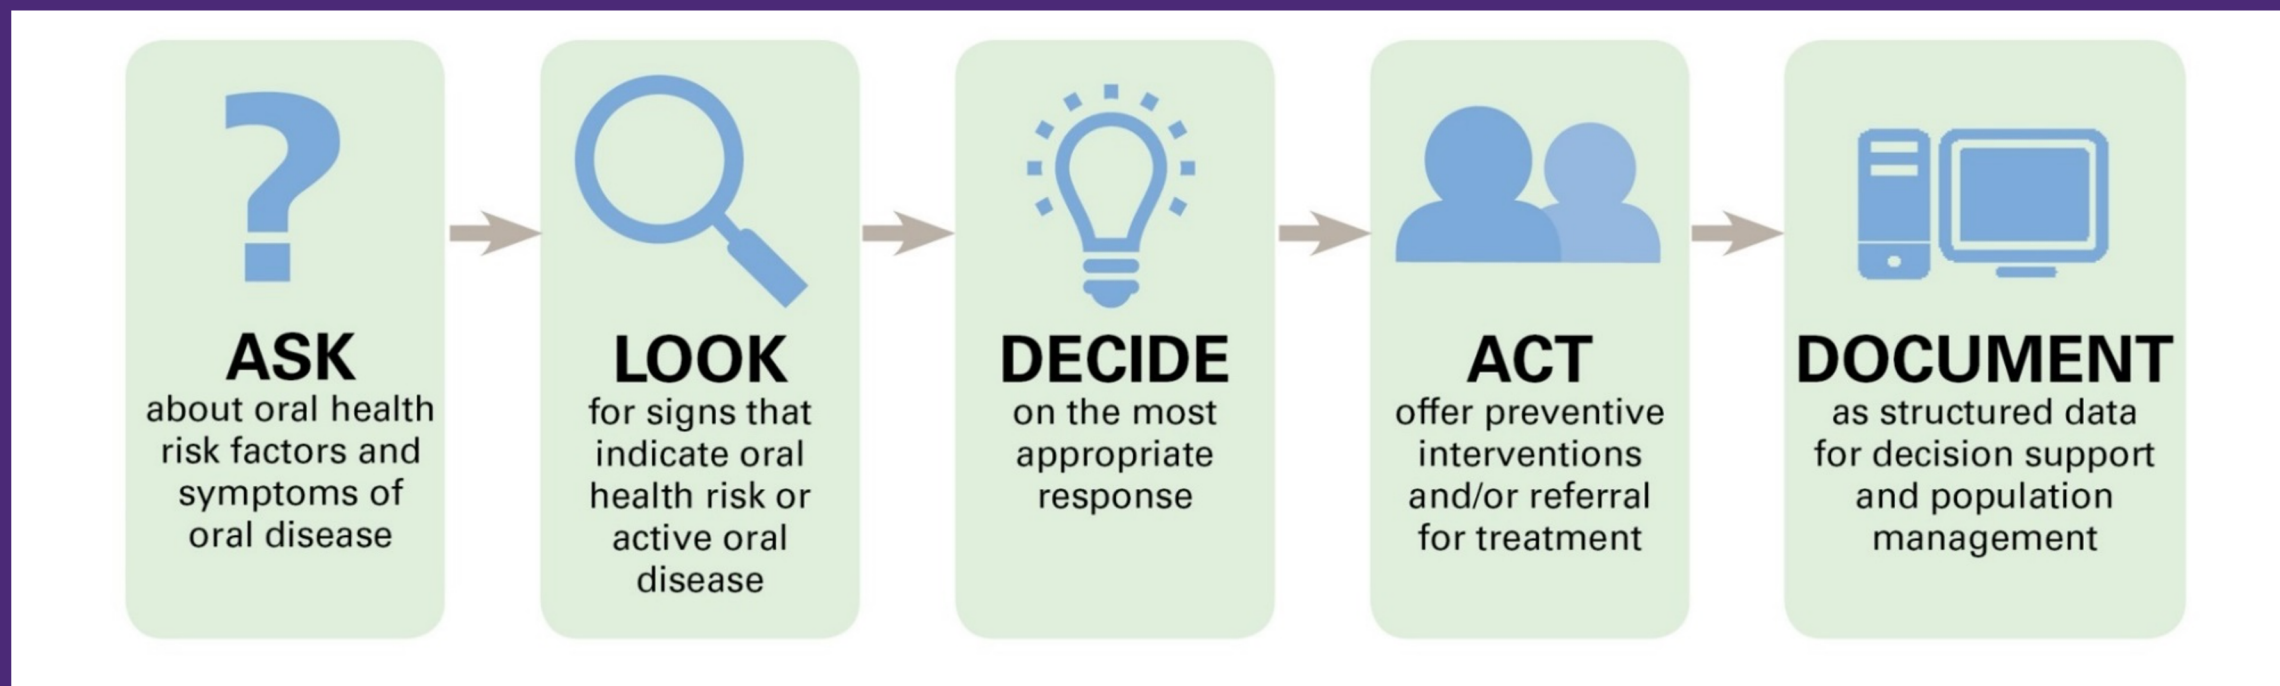 ASK
about oral health
risk factors and
symptoms of
oral disease
LOOK
for signs that
indicate oral
health risk or
active oral
disease
DECIDE
on the most
appropriate
response
ACT
offer preventive
interventions
and/or referral
for treatment
DOCUMENT
as structured data
for decision support
and population
management